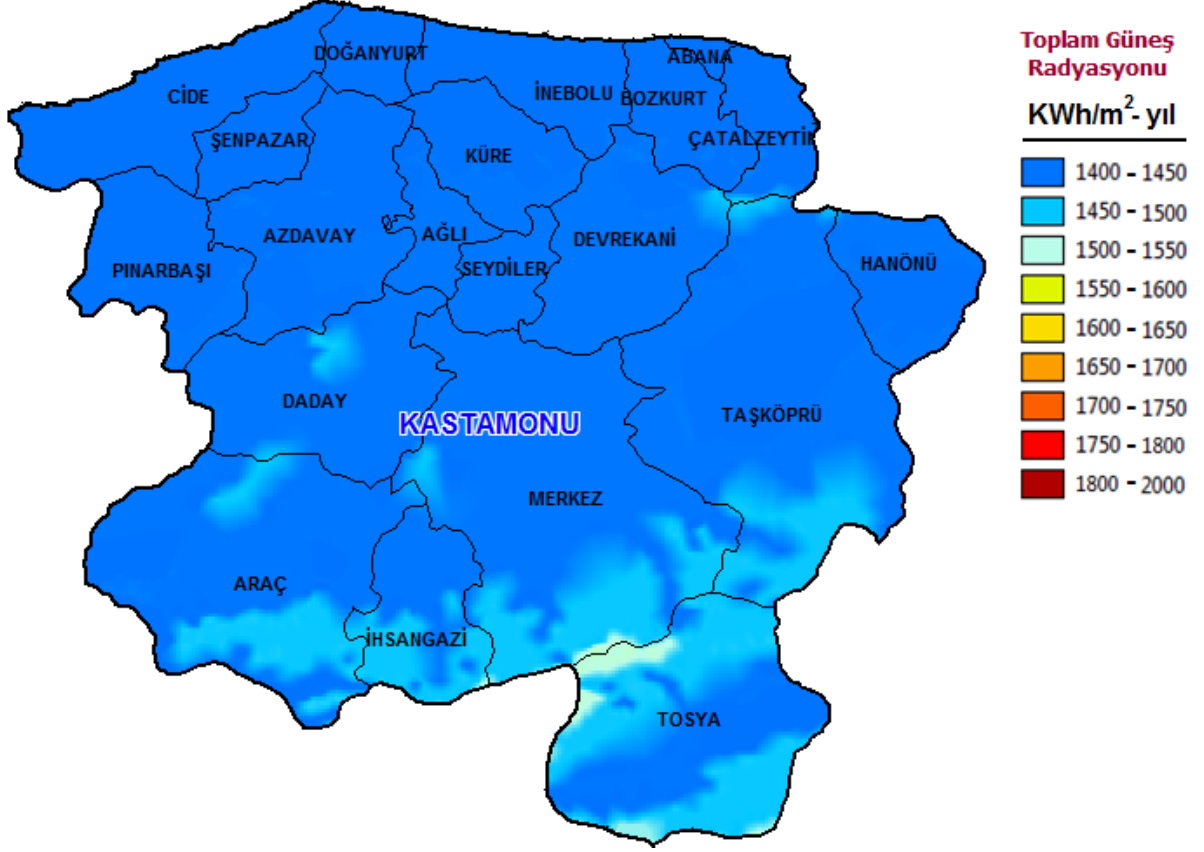 DOĞANYURT
ABANA
CİDE
İNEBOLU
BOZKURT
ŞENPAZAR
KÜRE
ÇATALZEYTİN
AZDAVAY
AĞLI
DEVREKANİ
PINARBAŞI
SEYDİLER
HANÖNÜ
DADAY
KASTAMONU
TAŞKÖPRÜ
MERKEZ
ARAÇ
İHSANGAZİ
TOSYA
Toplam Güneş
Radyasyonu
KWh/m²- yıl
1400 - 1450
1450 - 1500
1500 - 1550
1550 - 1600
1600 - 1650
1650 - 1700
1700 - 1750
1750 - 1800
1800 - 2000